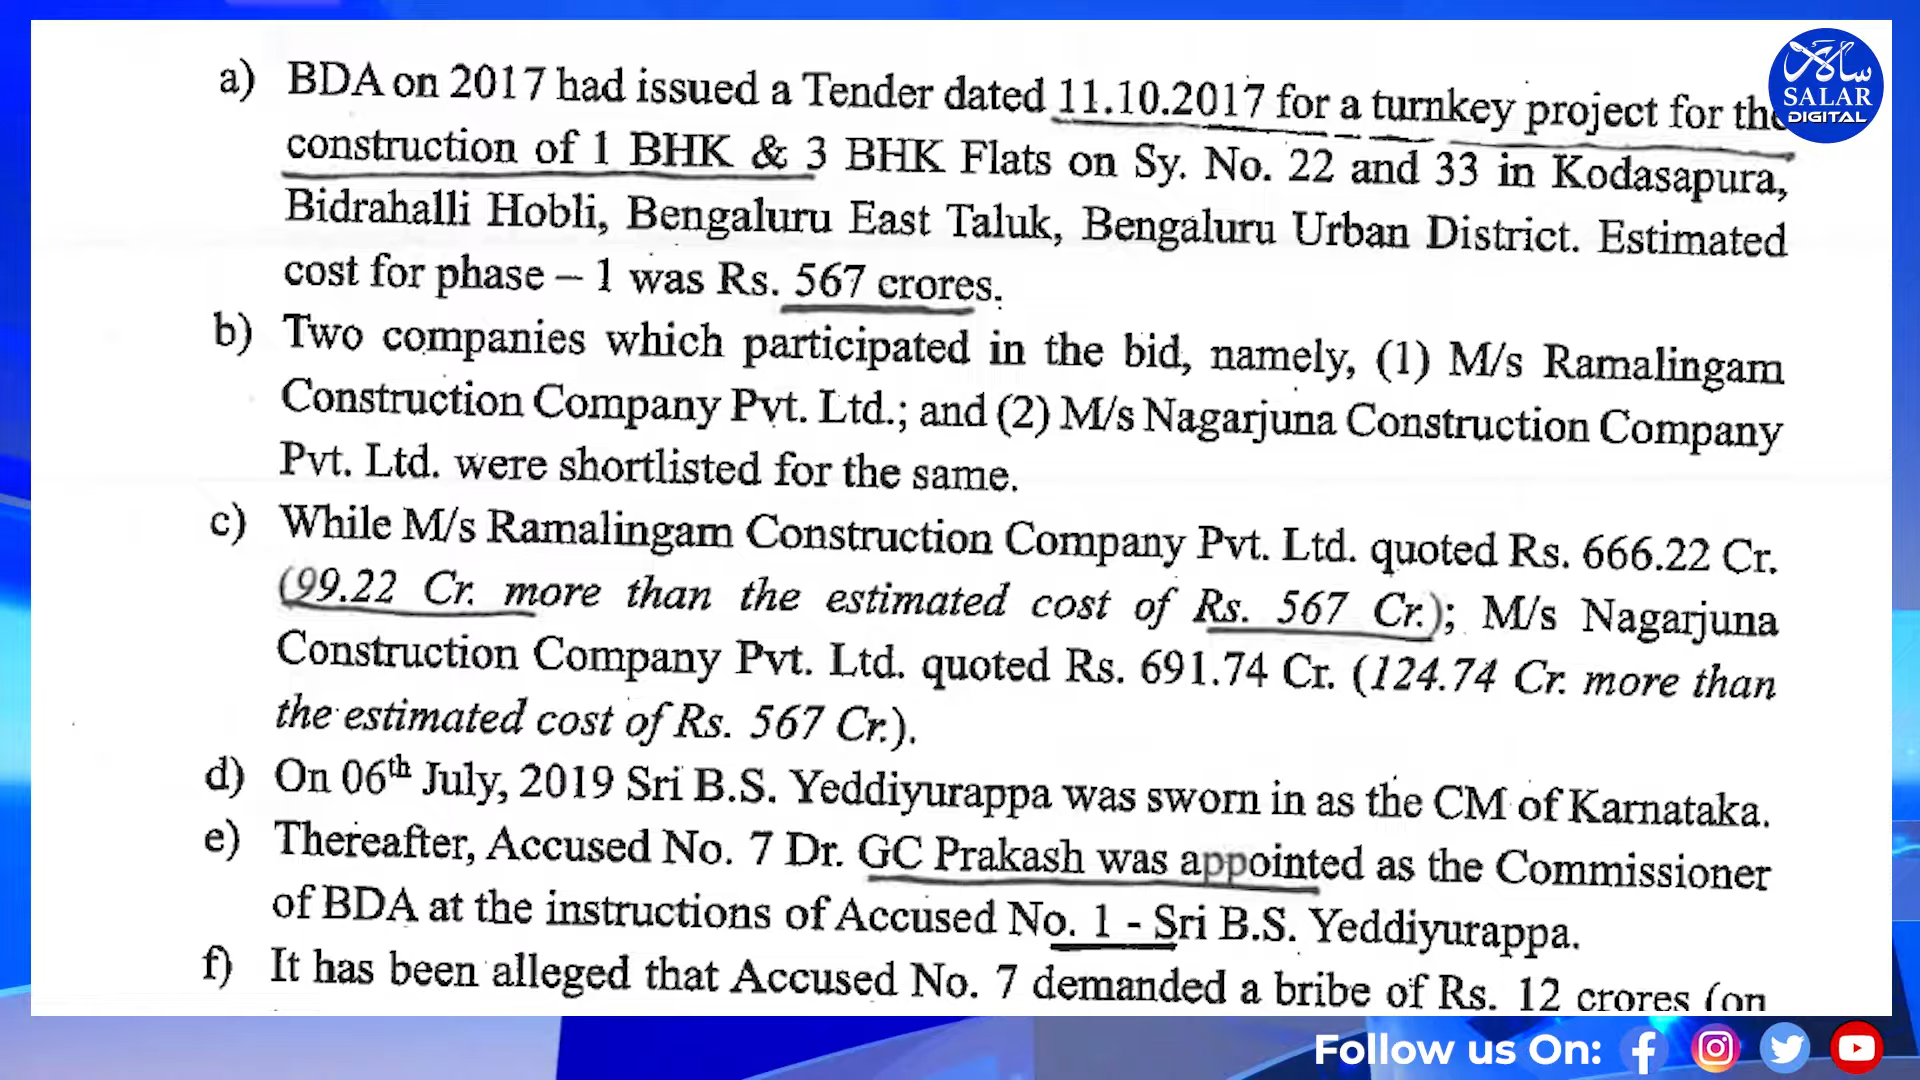 سالار
SALAR
DIGITAL
a) BDA on 2017 had issued a Tender dated 11.10.2017 for a turnkey project for the
construction of 1 BHK & 3 BHK Flats on Sy. No. 22 and 33 in Kodasapura,
Bidrahalli Hobli, Bengaluru East Taluk, Bengaluru Urban District. Estimated
cost for phase – 1 was Rs. 567 crores.
b) Two companies which participated in the bid, namely, (1) M/s Ramalingam
Construction Company Pvt. Ltd.; and (2) M/s Nagarjuna Construction Company
Pvt. Ltd. were shortlisted for the same.
c) While M/s Ramalingam Construction Company Pvt. Ltd. quoted Rs. 666.22 Cr.
(99.22 Cr. more than the estimated cost of Rs. 567 Cr.); M/s Nagarjuna
Construction Company Pvt. Ltd. quoted Rs. 691.74 Cr. (124.74 Cr. more than
the estimated cost of Rs. 567 Cr.).
d) On 06th July, 2019 Sri B.S. Yeddiyurappa was sworn in as the CM of Karnataka.
e) Thereafter, Accused No. 7 Dr. GC Prakash was appointed as the Commissioner
of BDA at the instructions of Accused No. 1 - Sri B.S. Yeddiyurappa.
f) It has been alleged that Accused No. 7 demanded a bribe of Rs. 12 crores (on
Follow us On: